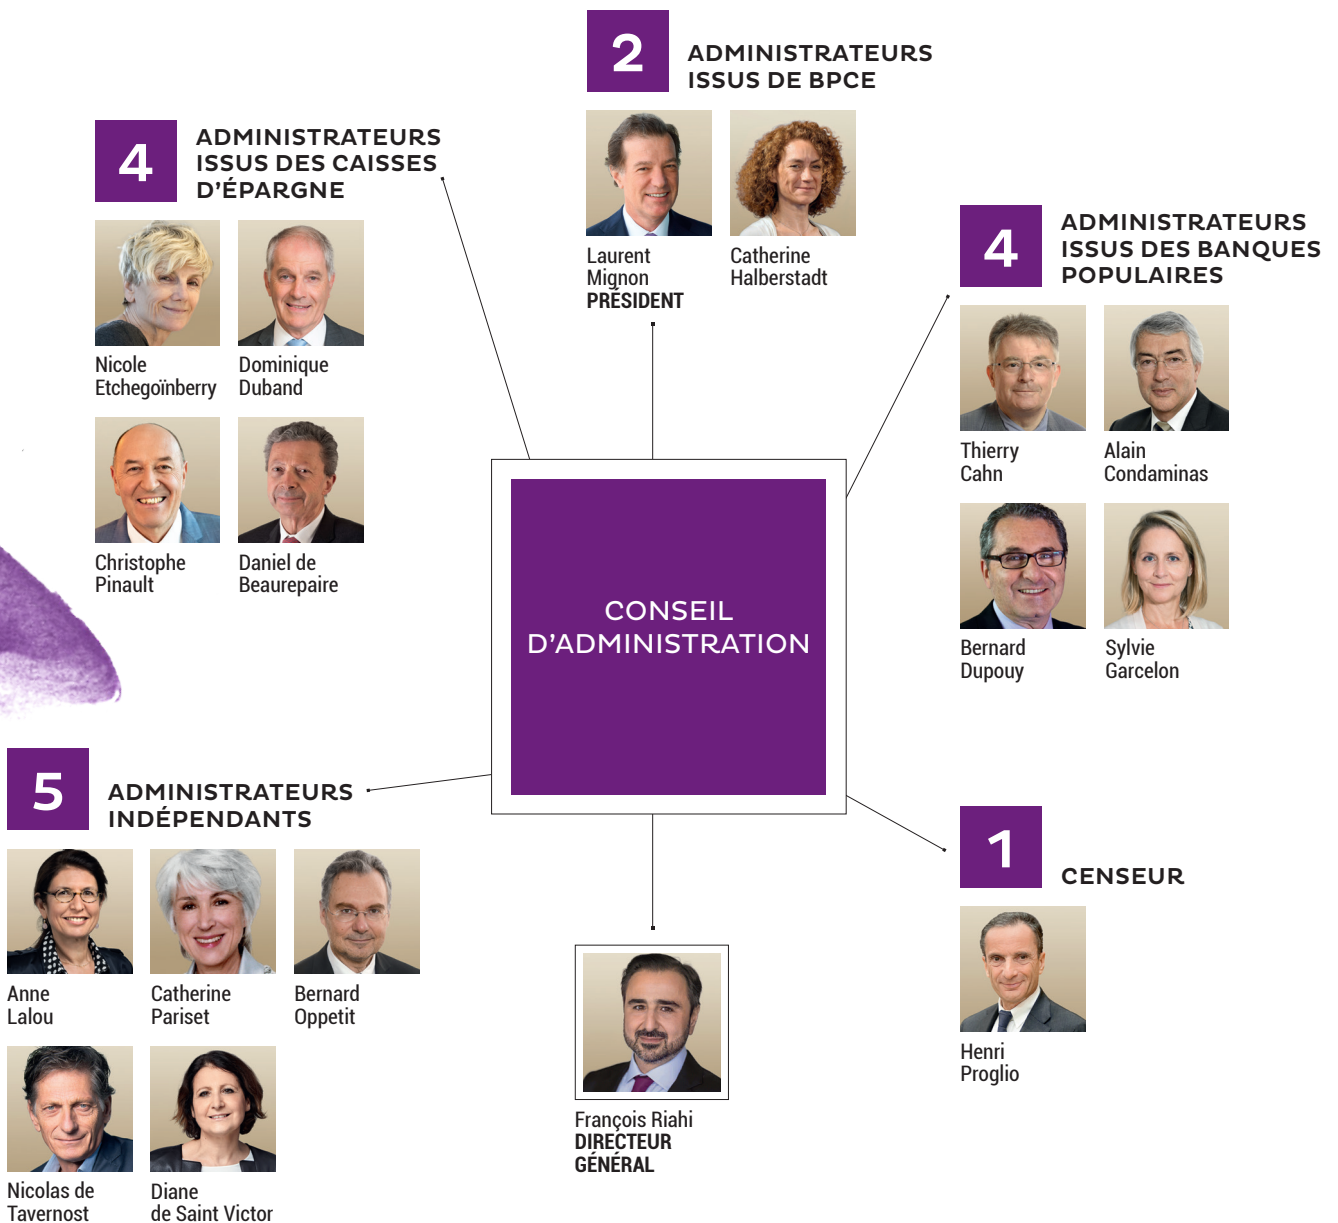 2
ADMINISTRATEURS
ISSUS DE BPCE
Laurent
Mignon
PRÉSIDENT
Catherine
Halberstadt
4
ADMINISTRATEURS
ISSUS DES CAISSES
D'ÉPARGNE
Nicole
Etchegoïnberry
Dominique
Duband
Christophe
Pinault
Daniel de
Beaurepaire
4
ADMINISTRATEURS
ISSUS DES BANQUES
POPULAIRES
Thierry
Cahn
Alain
Condaminas
Bernard
Dupouy
Sylvie
Garcelon
CONSEIL
D'ADMINISTRATION
5
ADMINISTRATEURS
INDÉPENDANTS
Anne
Lalou
Catherine
Pariset
Bernard
Oppetit
Nicolas de
Tavernost
Diane
de Saint Victor
François Riahi
DIRECTEUR
GÉNÉRAL
1
CENSEUR
Henri
Proglio